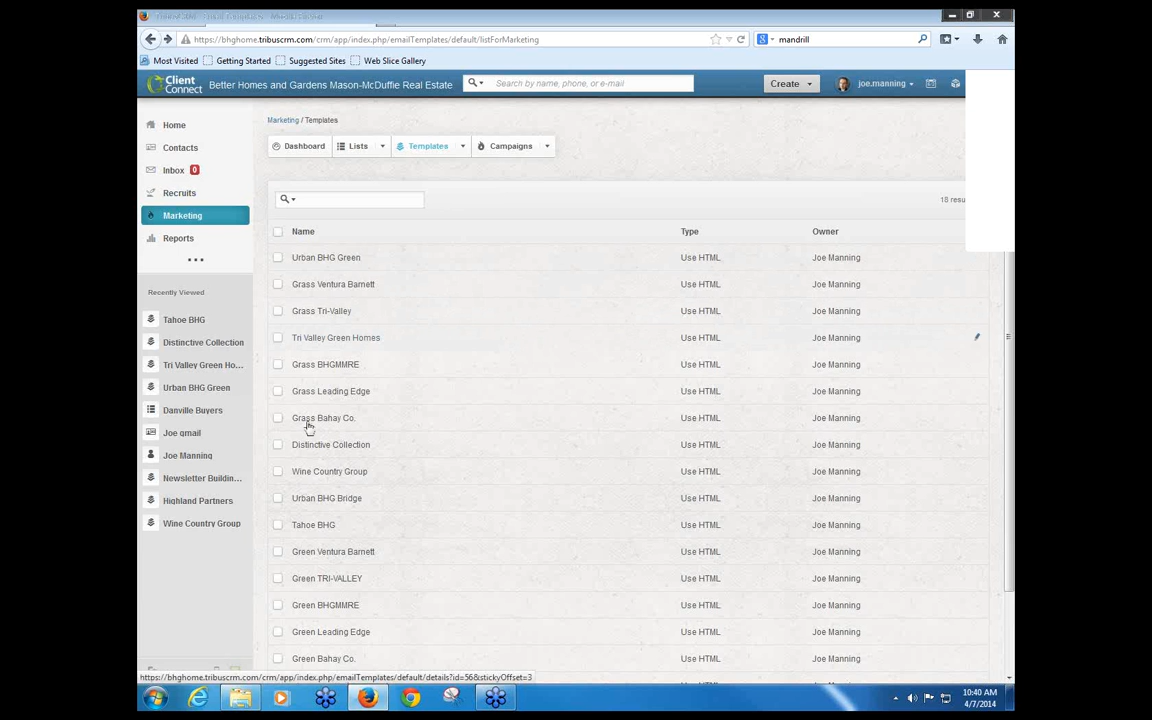 https://bhghome.tribuscrm.com/crm/app/index.php/emailTemplates/default/listForMarketing
mandrill
Most Visited
Getting Started
Suggested Sites
Web Slice Gallery
Client Connect
Better Homes and Gardens Mason-McDuffie Real Estate
Search by name, phone, or e-mail
Create
joe.manning
Home
Contacts
Inbox 0
Recruits
Marketing
Reports
Recently Viewed
Tahoe BHG
Distinctive Collection
Tri Valley Green Ho...
Urban BHG Green
Danville Buyers
Joe gmail
Joe Manning
Newsletter Buildin...
Highland Partners
Wine Country Group
Marketing / Templates
Dashboard
Lists
Templates
Campaigns
18 resu
Name Type Owner
Urban BHG Green Use HTML Joe Manning
Grass Ventura Barnett Use HTML Joe Manning
Grass Tri-Valley Use HTML Joe Manning
Tri Valley Green Homes Use HTML Joe Manning
Grass BHGMMRE Use HTML Joe Manning
Grass Leading Edge Use HTML Joe Manning
Grass Bahay Co. Use HTML Joe Manning
Distinctive Collection Use HTML Joe Manning
Wine Country Group Use HTML Joe Manning
Urban BHG Bridge Use HTML Joe Manning
Tahoe BHG Use HTML Joe Manning
Green Ventura Barnett Use HTML Joe Manning
Green TRI-VALLEY Use HTML Joe Manning
Green BHGMMRE Use HTML Joe Manning
Green Leading Edge Use HTML Joe Manning
Green Bahay Co. Use HTML Joe Manning
https://bhghome.tribuscrm.com/crm/app/index.php/emailTemplates/default/details?id=56&stickyOffset=3
10:40 AM
4/7/2014